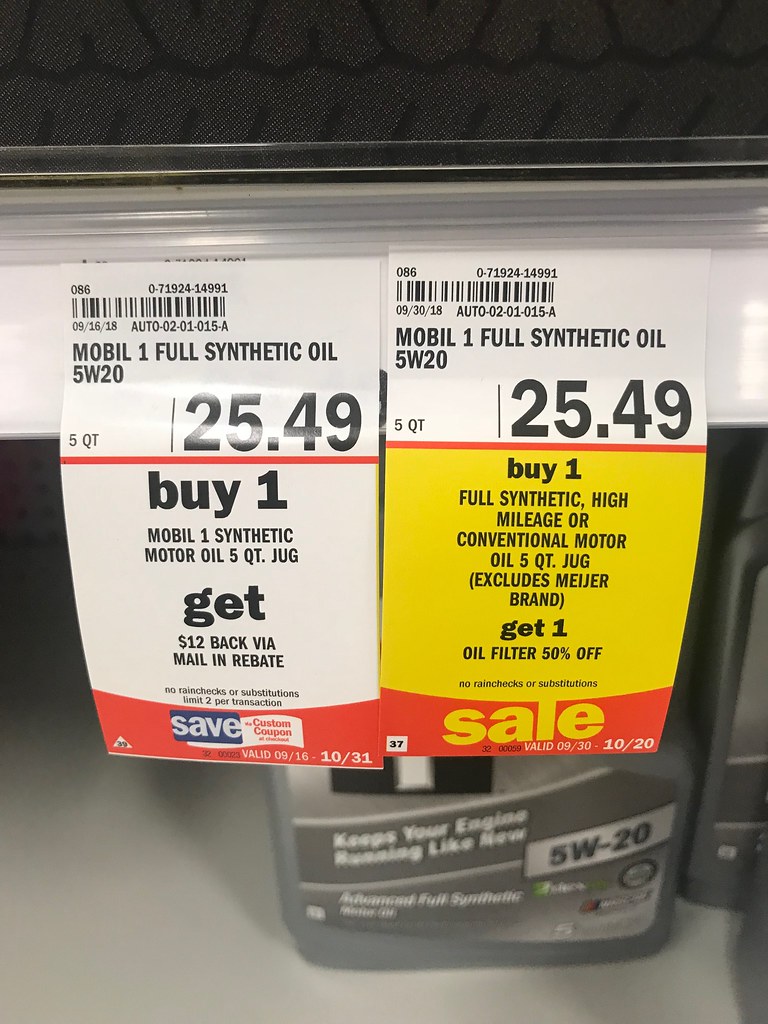 086 0-71924-14991
09/16/18 AUTO-02-01-015-A
MOBIL 1 FULL SYNTHETIC OIL
5W20
5 QT 25.49
buy 1
MOBIL 1 SYNTHETIC
MOTOR OIL 5 QT. JUG
get
$12 BACK VIA
MAIL IN REBATE
no rainchecks or substitutions
limit 2 per transaction
save Custom
Coupon
at checkout
39
VALID 09/16 - 10/31
086 0-71924-14991
09/30/18 AUTO-02-01-015-A
MOBIL 1 FULL SYNTHETIC OIL
5W20
5 QT 25.49
buy 1
FULL SYNTHETIC, HIGH
MILEAGE OR
CONVENTIONAL MOTOR
OIL 5 QT. JUG
(EXCLUDES MEIJER
BRAND)
get 1
OIL FILTER 50% OFF
no rainchecks or substitutions
sale
37 32 00059 VALID 09/30 - 10/20
Keeps Your Engine
Running Like New
5W-20
Advanced Full Synthetic
Motor Oil